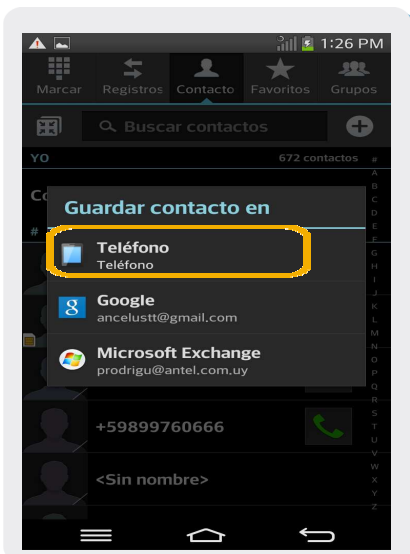 1:26 PM
Marcar Registros Contacto Favoritos Grupos
Buscar contactos
YO 672 contactos #
A
B
Co
C
Guardar contacto en
D
# E
F
Teléfono
G
Teléfono
H
I
J
Google
K
ancelustt@gmail.com
L
M
Microsoft Exchange
N
O
prodrigu@antel.com.uy
P
Q
R
S
+59899760666
T
U
V
W
<Sin nombre>
X
Y
Z